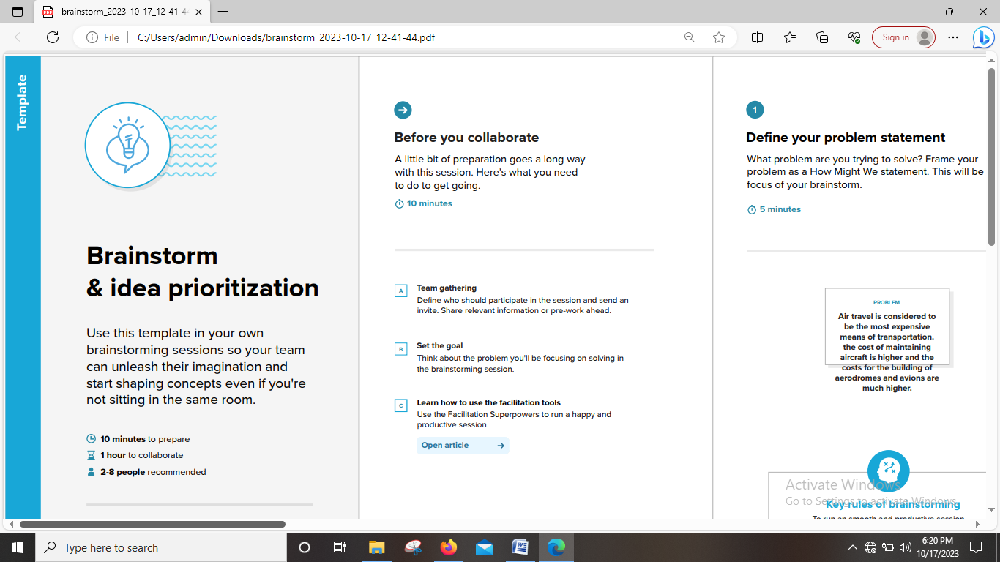 brainstorm_2023-10-17_12-41-4
File
C:/Users/admin/Downloads/brainstorm_2023-10-17_12-41-44.pdf
Sign in
Template
Brainstorm
& idea prioritization
Use this template in your own
brainstorming sessions so your team
can unleash their imagination and
start shaping concepts even if you're
not sitting in the same room.
10 minutes to prepare
1 hour to collaborate
2-8 people recommended
Before you collaborate
A little bit of preparation goes a long way
with this session. Here's what you need
to do to get going.
10 minutes
A
Team gathering
Define who should participate in the session and send an
invite. Share relevant information or pre-work ahead.
B
Set the goal
Think about the problem you'll be focusing on solving in
the brainstorming session.
C
Learn how to use the facilitation tools
Use the Facilitation Superpowers to run a happy and
productive session.
Open article
1
Define your problem statement
What problem are you trying to solve? Frame your
problem as a How Might We statement. This will be
focus of your brainstorm.
5 minutes
PROBLEM
Air travel is considered to
be the most expensive
means of transportation.
the cost of maintaining
aircraft is higher and the
costs for the building of
aerodromes and avions are
much higher.
Activate Windows
Go to Settings to activate Windows.
Key rules of brainstorming
To run an smooth and productive session
Type here to search
6:20 PM
10/17/2023